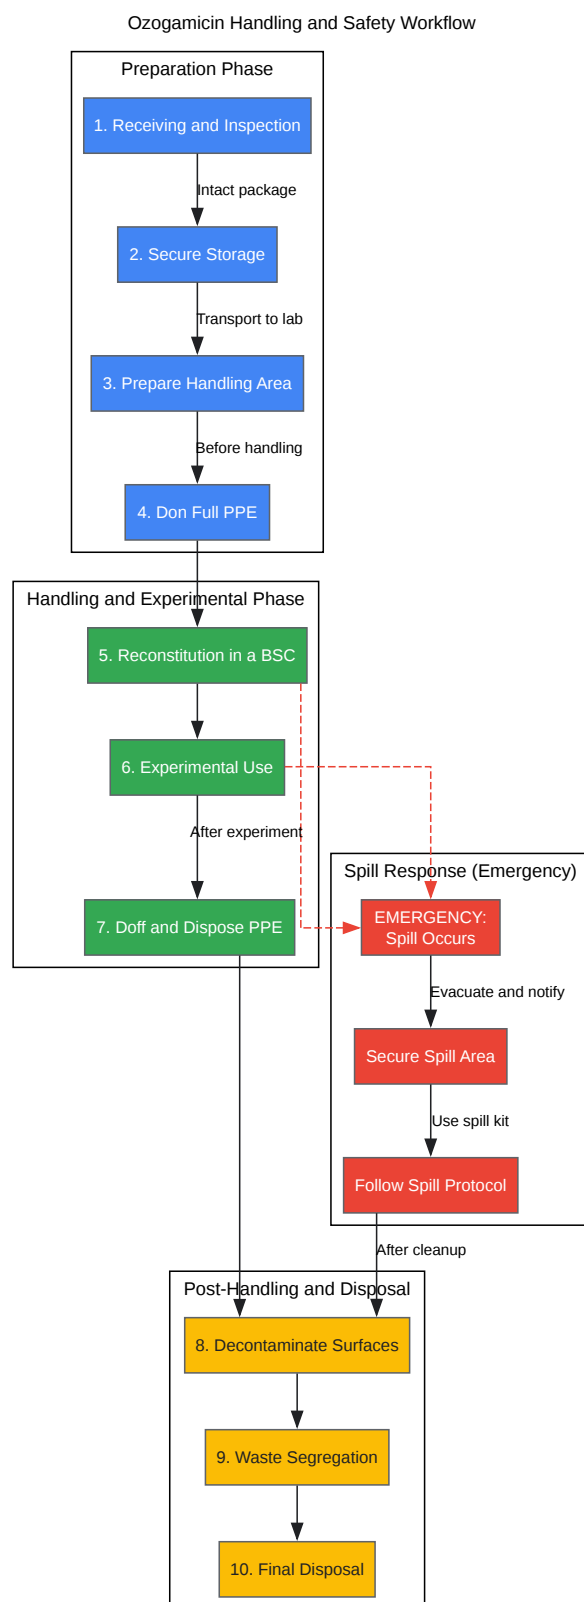 Ozogamicin Handling and Safety Workflow
Preparation Phase
1. Receiving and Inspection
Intact package
2. Secure Storage
Transport to lab
3. Prepare Handling Area
Before handling
4. Don Full PPE
Handling and Experimental Phase
5. Reconstitution in a BSC
6. Experimental Use
After experiment
7. Doff and Dispose PPE
Spill Response (Emergency)
EMERGENCY:
Spill Occurs
Evacuate and notify
Secure Spill Area
Use spill kit
Follow Spill Protocol
After cleanup
Post-Handling and Disposal
8. Decontaminate Surfaces
9. Waste Segregation
10. Final Disposal